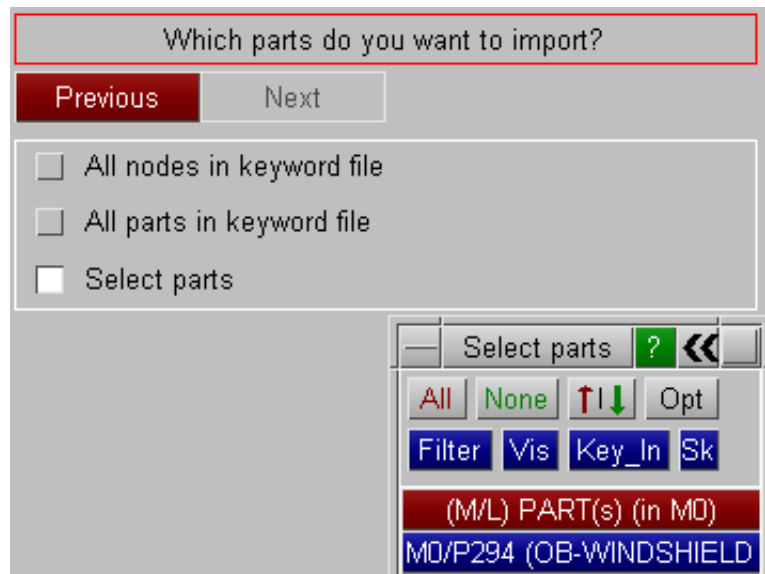 Which parts do you want to import?
Previous Next
All nodes in keyword file
All parts in keyword file
Select parts
Select parts ?
All None Opt
Filter Vis Key_In Sk
(M/L) PART(s) (in M0)
M0/P294 (OB-WINDSHIELD